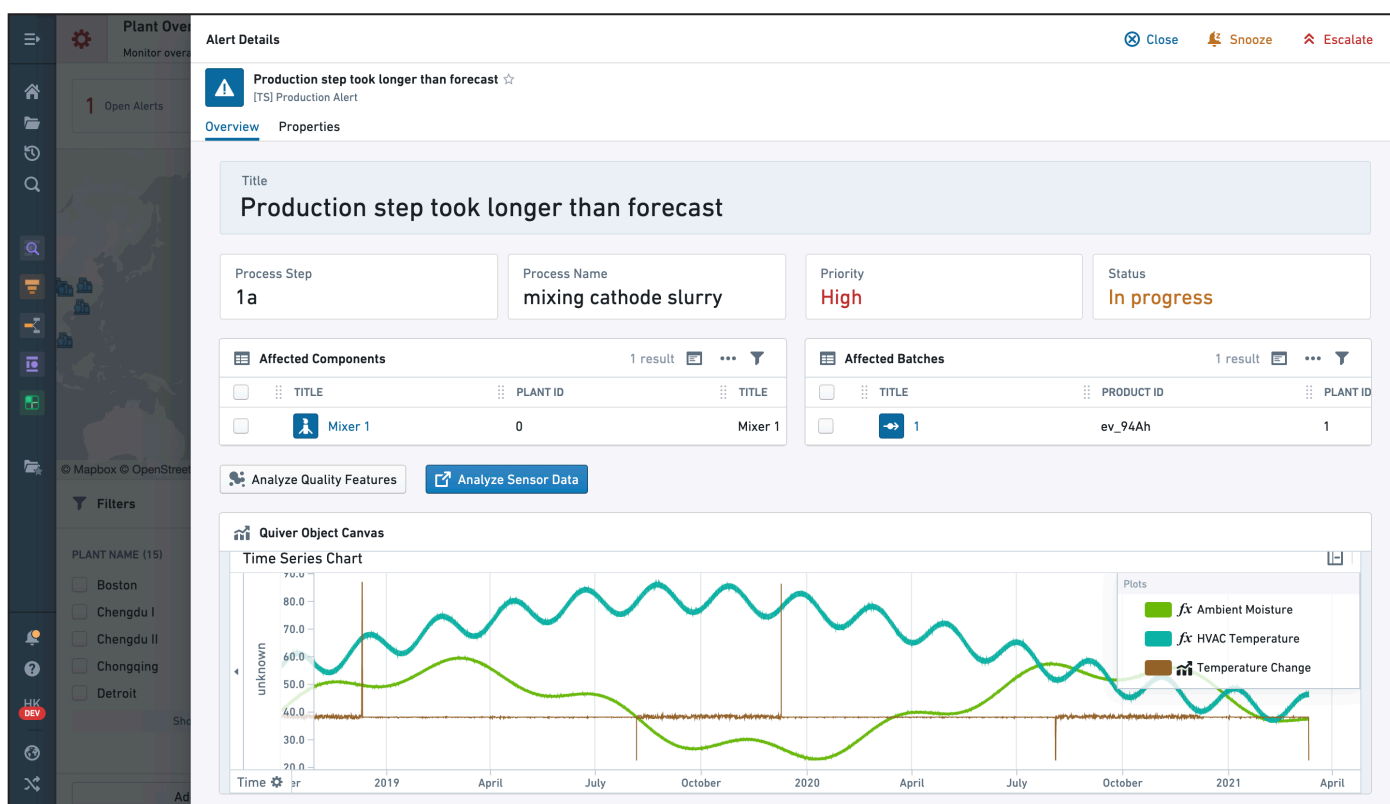 Plant Over
Monitor overa
Alert Details
Close
Snooze
Escalate
Production step took longer than forecast
[TS] Production Alert
1 Open Alerts
Overview
Properties
Title
Production step took longer than forecast
Process Step
1a
Process Name
mixing cathode slurry
Priority
High
Status
In progress
Affected Components
1 result
TITLE PLANT ID TITLE
Mixer 1 0 Mixer 1
Affected Batches
1 result
TITLE PRODUCT ID PLANT ID
1 ev_94Ah 1
© Mapbox © OpenStreet
Analyze Quality Features
Analyze Sensor Data
Filters
PLANT NAME (15)
Boston
Chengdu I
Chengdu II
Chongqing
Detroit
Sho
Ad
HK
DEV
Quiver Object Canvas
Time Series Chart
unknown
90.0
80.0
70.0
60.0
50.0
40.0
30.0
20.0
Plots
fx Ambient Moisture
fx HVAC Temperature
Temperature Change
Time
er 2019 April July October 2020 April July October 2021 April